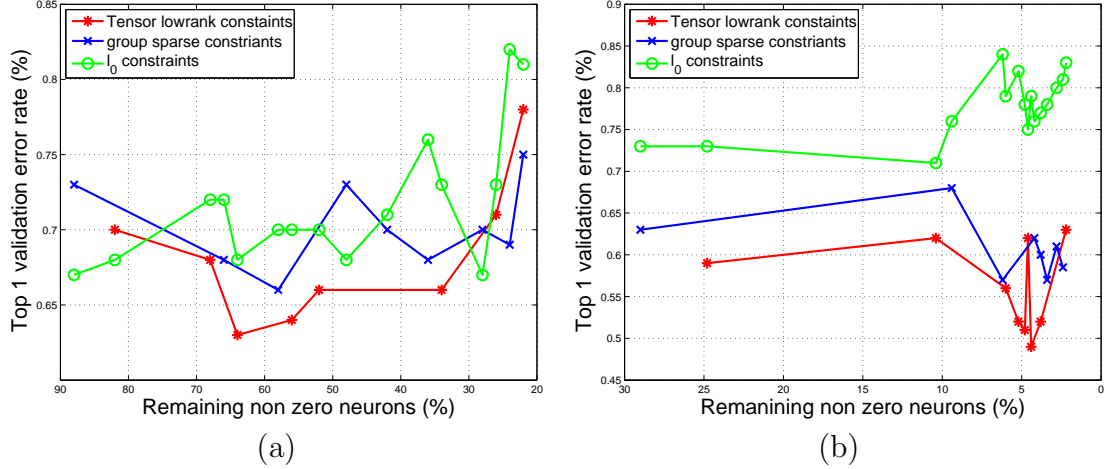 0.85
0.8
0.75
0.7
0.65
90 80 70 60 50 40 30 20
Top 1 validation error rate (%)
Remaining non zero neurons (%)
Tensor lowrank constaints
group sparse constriants
l0 constraints
(a)
0.9
0.85
0.8
0.75
0.7
0.65
0.6
0.55
0.5
0.45
30 25 20 15 10 5 0
Top 1 validation error rate (%)
Remanining non zero neurons (%)
Tensor lowrank constaints
group sparse constriants
l0 constraints
(b)